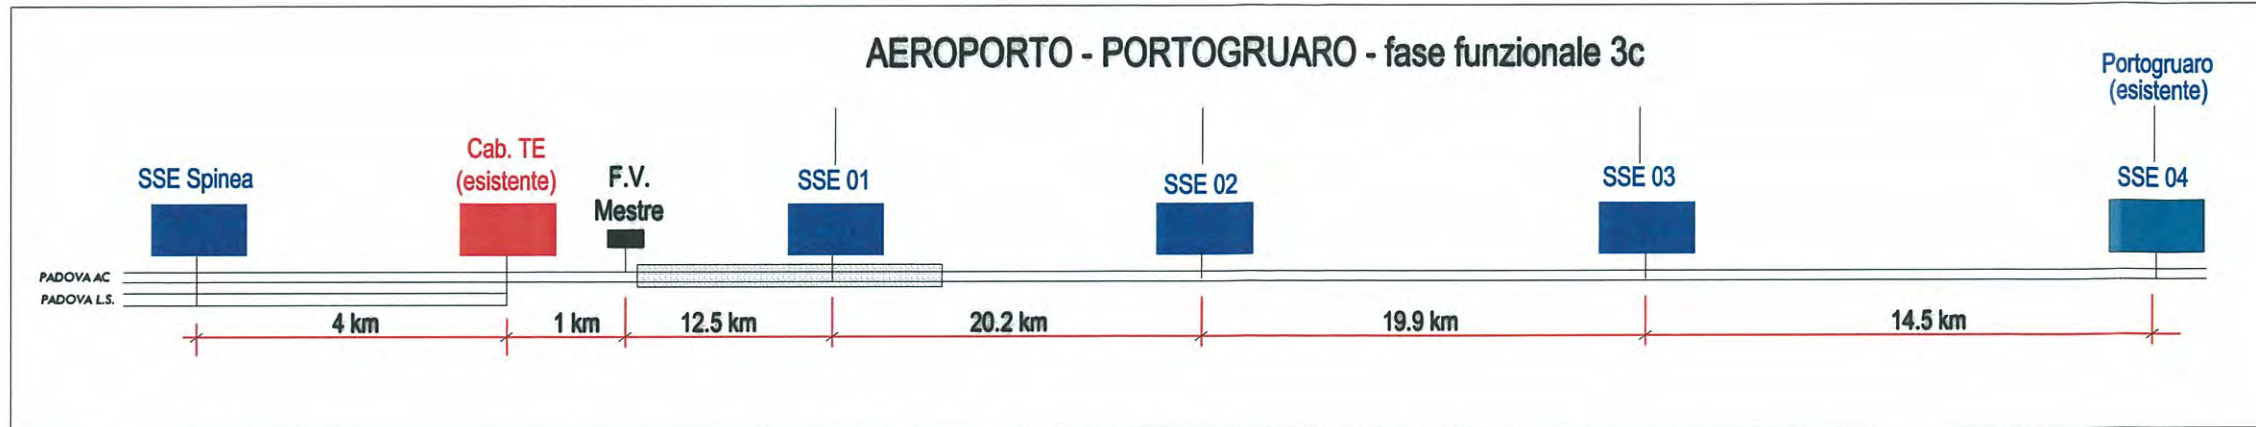 AEROPORTO - PORTOGRUARO - fase funzionale 3c
Portogruaro
(esistente)
SSE Spinea
Cab. TE
(esistente)
F.V.
Mestre
SSE 01
SSE 02
SSE 03
SSE 04
PADOVA AC
PADOVA L.S.
4 km
1 km
12.5 km
20.2 km
19.9 km
14.5 km